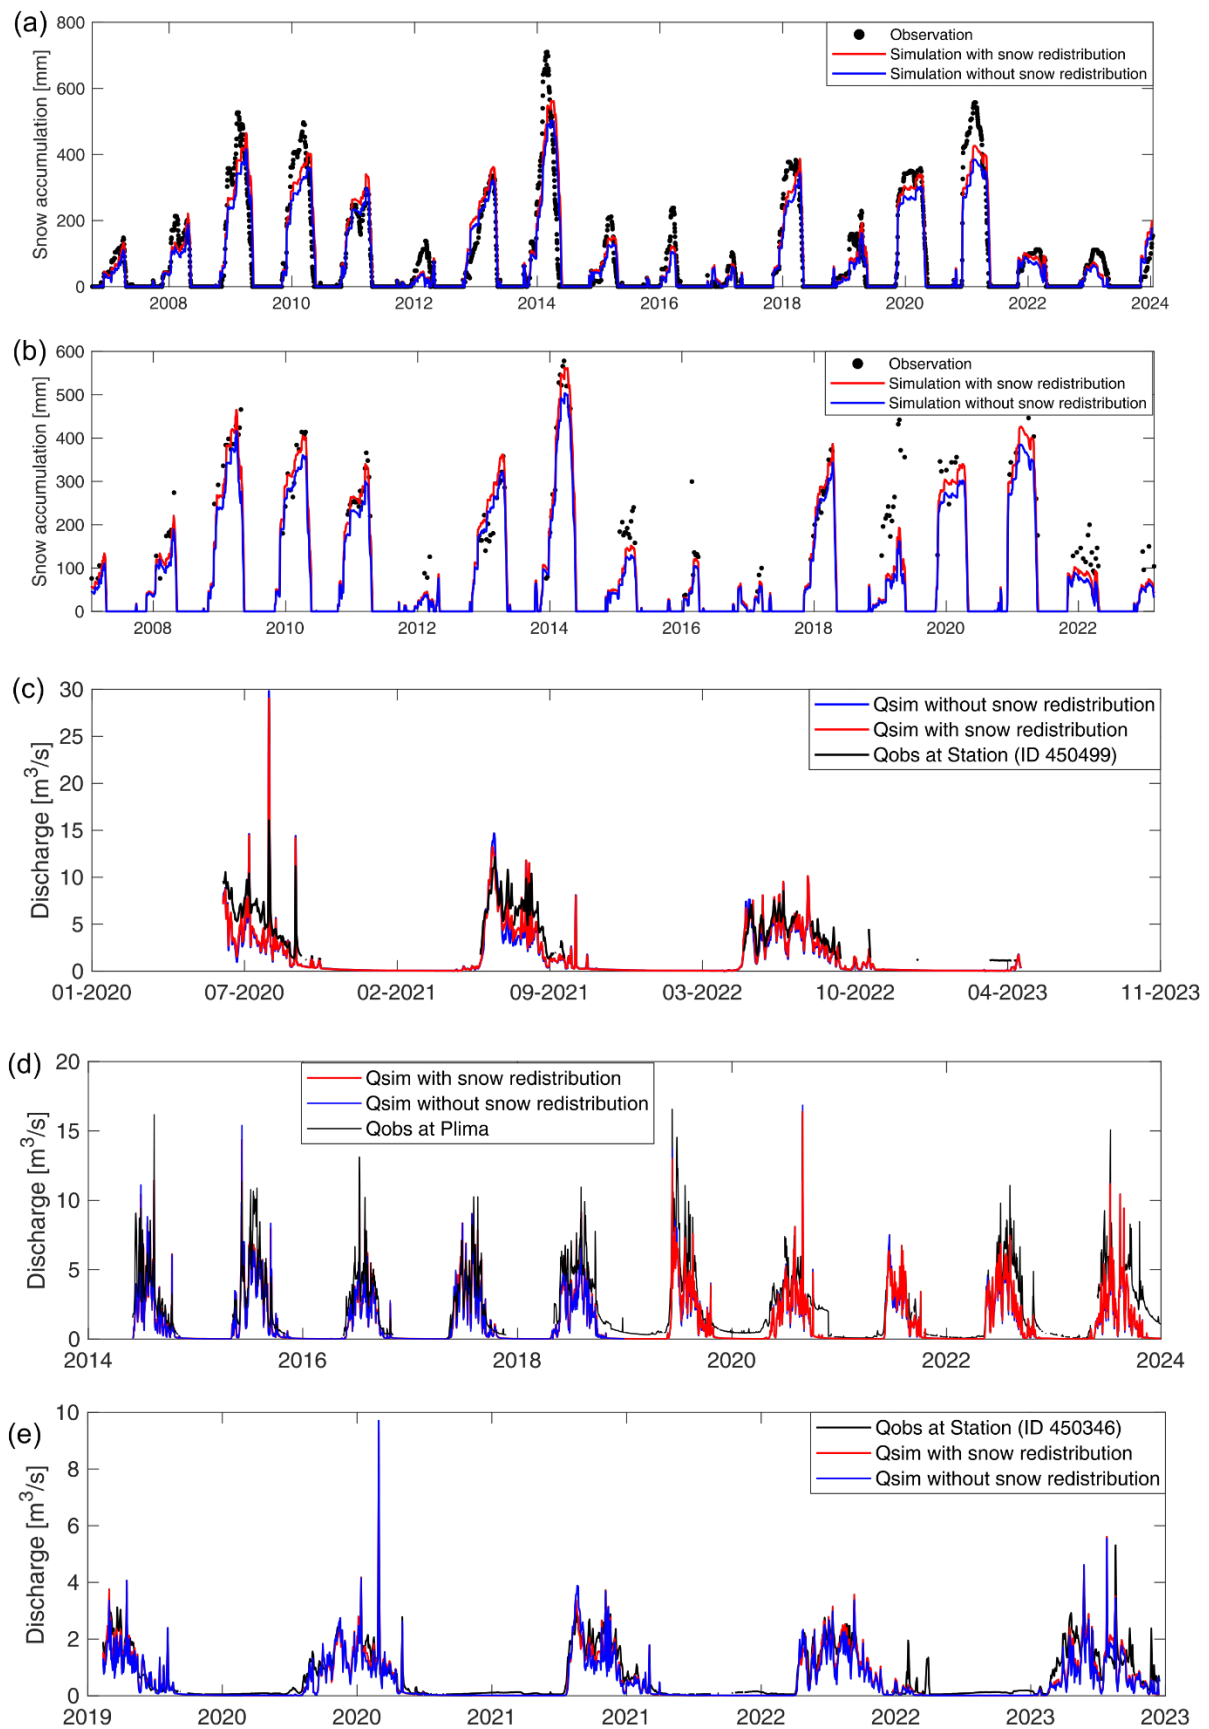 (a)
Snow accumulation [mm]
800
600
400
200
0
Observation
Simulation with snow redistribution
Simulation without snow redistribution
2008 2010 2012 2014 2016 2018 2020 2022 2024
(b)
Snow accumulation [mm]
600
500
400
300
200
100
0
Observation
Simulation with snow redistribution
Simulation without snow redistribution
2008 2010 2012 2014 2016 2018 2020 2022
(c)
Discharge [m³/s]
30
25
20
15
10
5
0
Qsim without snow redistribution
Qsim with snow redistribution
Qobs at Station (ID 450499)
01-2020 07-2020 02-2021 09-2021 03-2022 10-2022 04-2023 11-2023
(d)
Discharge [m³/s]
20
15
10
5
0
Qsim with snow redistribution
Qsim without snow redistribution
Qobs at Plima
2014 2016 2018 2020 2022 2024
(e)
Discharge [m³/s]
10
8
6
4
2
0
Qobs at Station (ID 450346)
Qsim with snow redistribution
Qsim without snow redistribution
2019 2020 2020 2021 2021 2022 2022 2023 2023